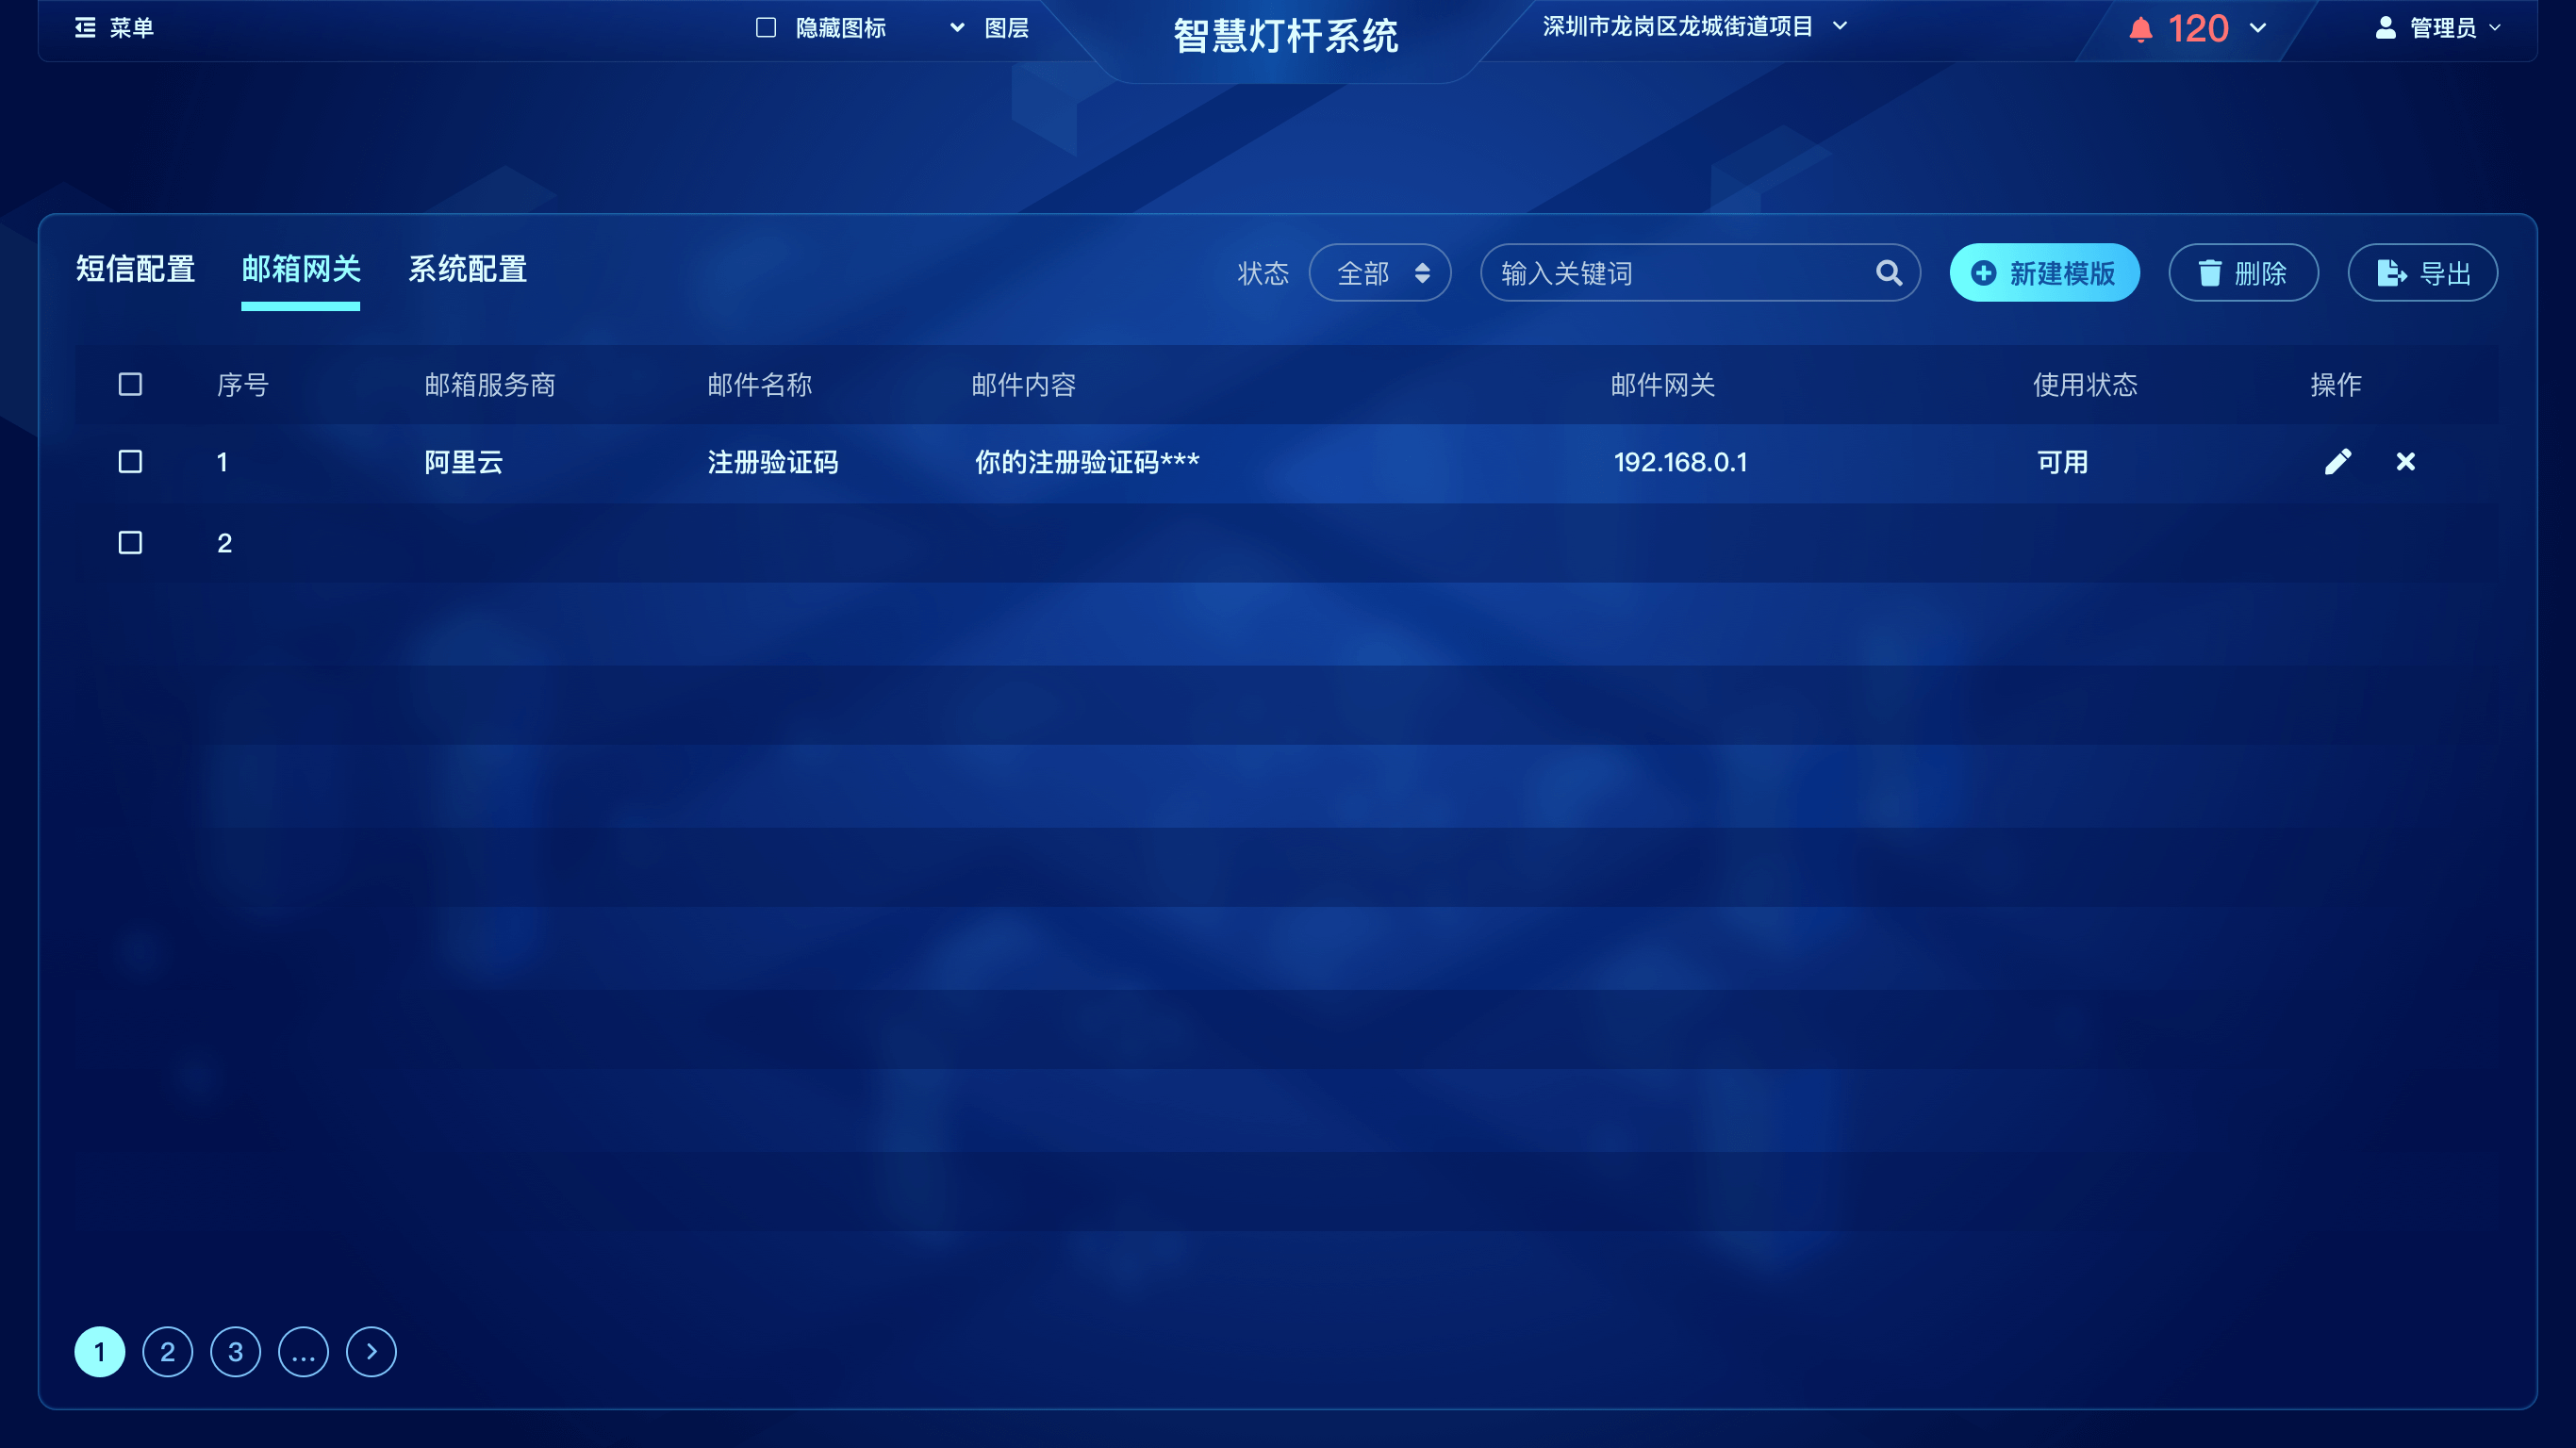 菜单
隐藏图标
图层
智慧灯杆系统
深圳市龙岗区龙城街道项目
120
管理员
短信配置
邮箱网关
系统配置
状态
全部
输入关键词
新建模版
删除
导出
序号 邮箱服务商 邮件名称 邮件内容 邮件网关 使用状态 操作
1 阿里云 注册验证码 你的注册验证码*** 192.168.0.1 可用
2
1 2 3 ...